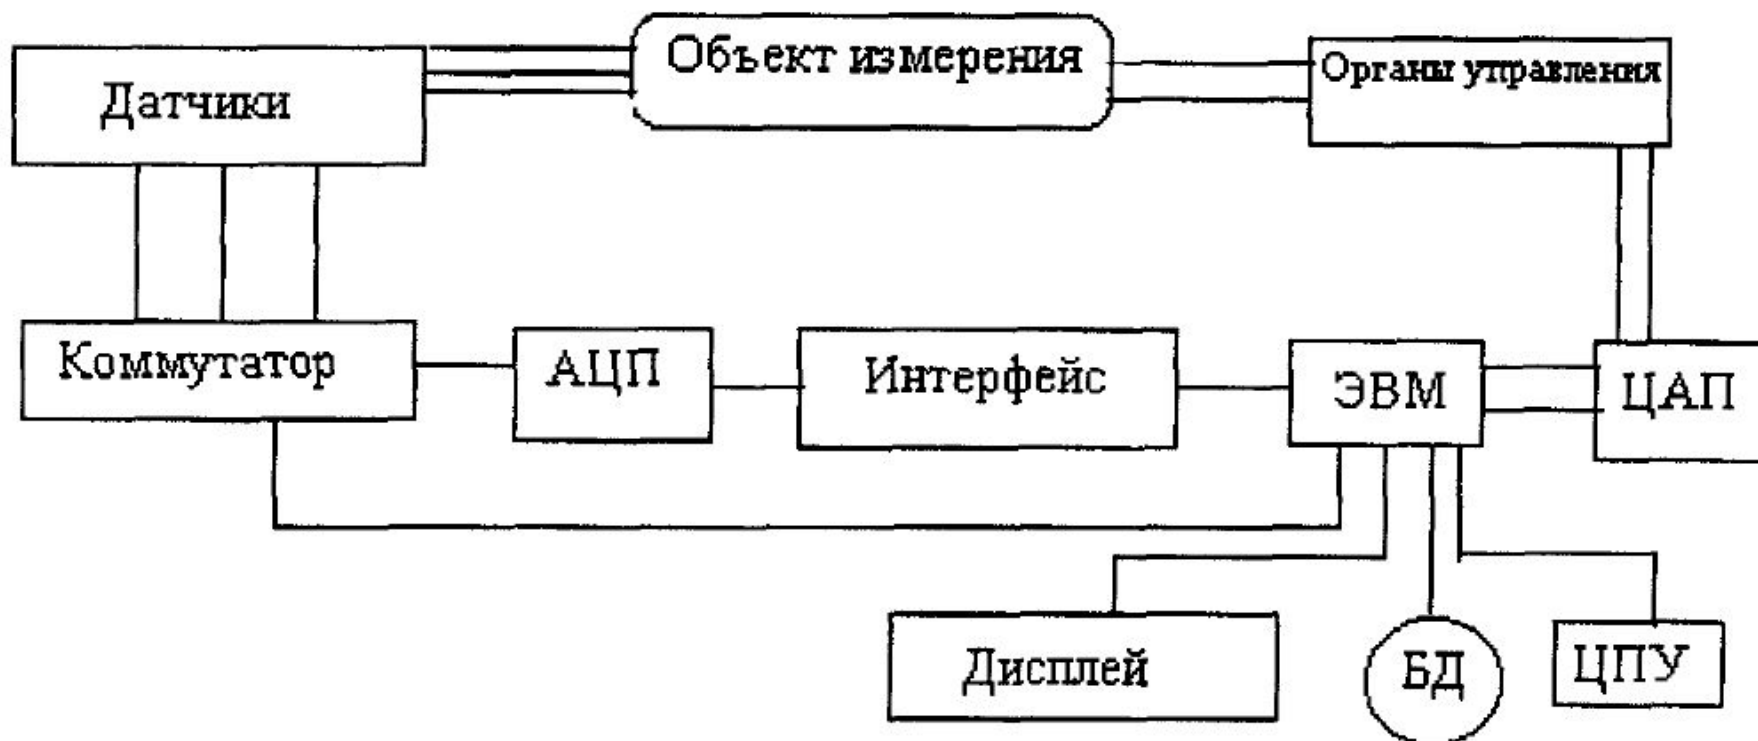 Датчики
Объект измерения
Органы управления
Коммутатор
АЦП
Интерфейс
ЭВМ
ЦАП
Дисплей
БД
ЦПУ